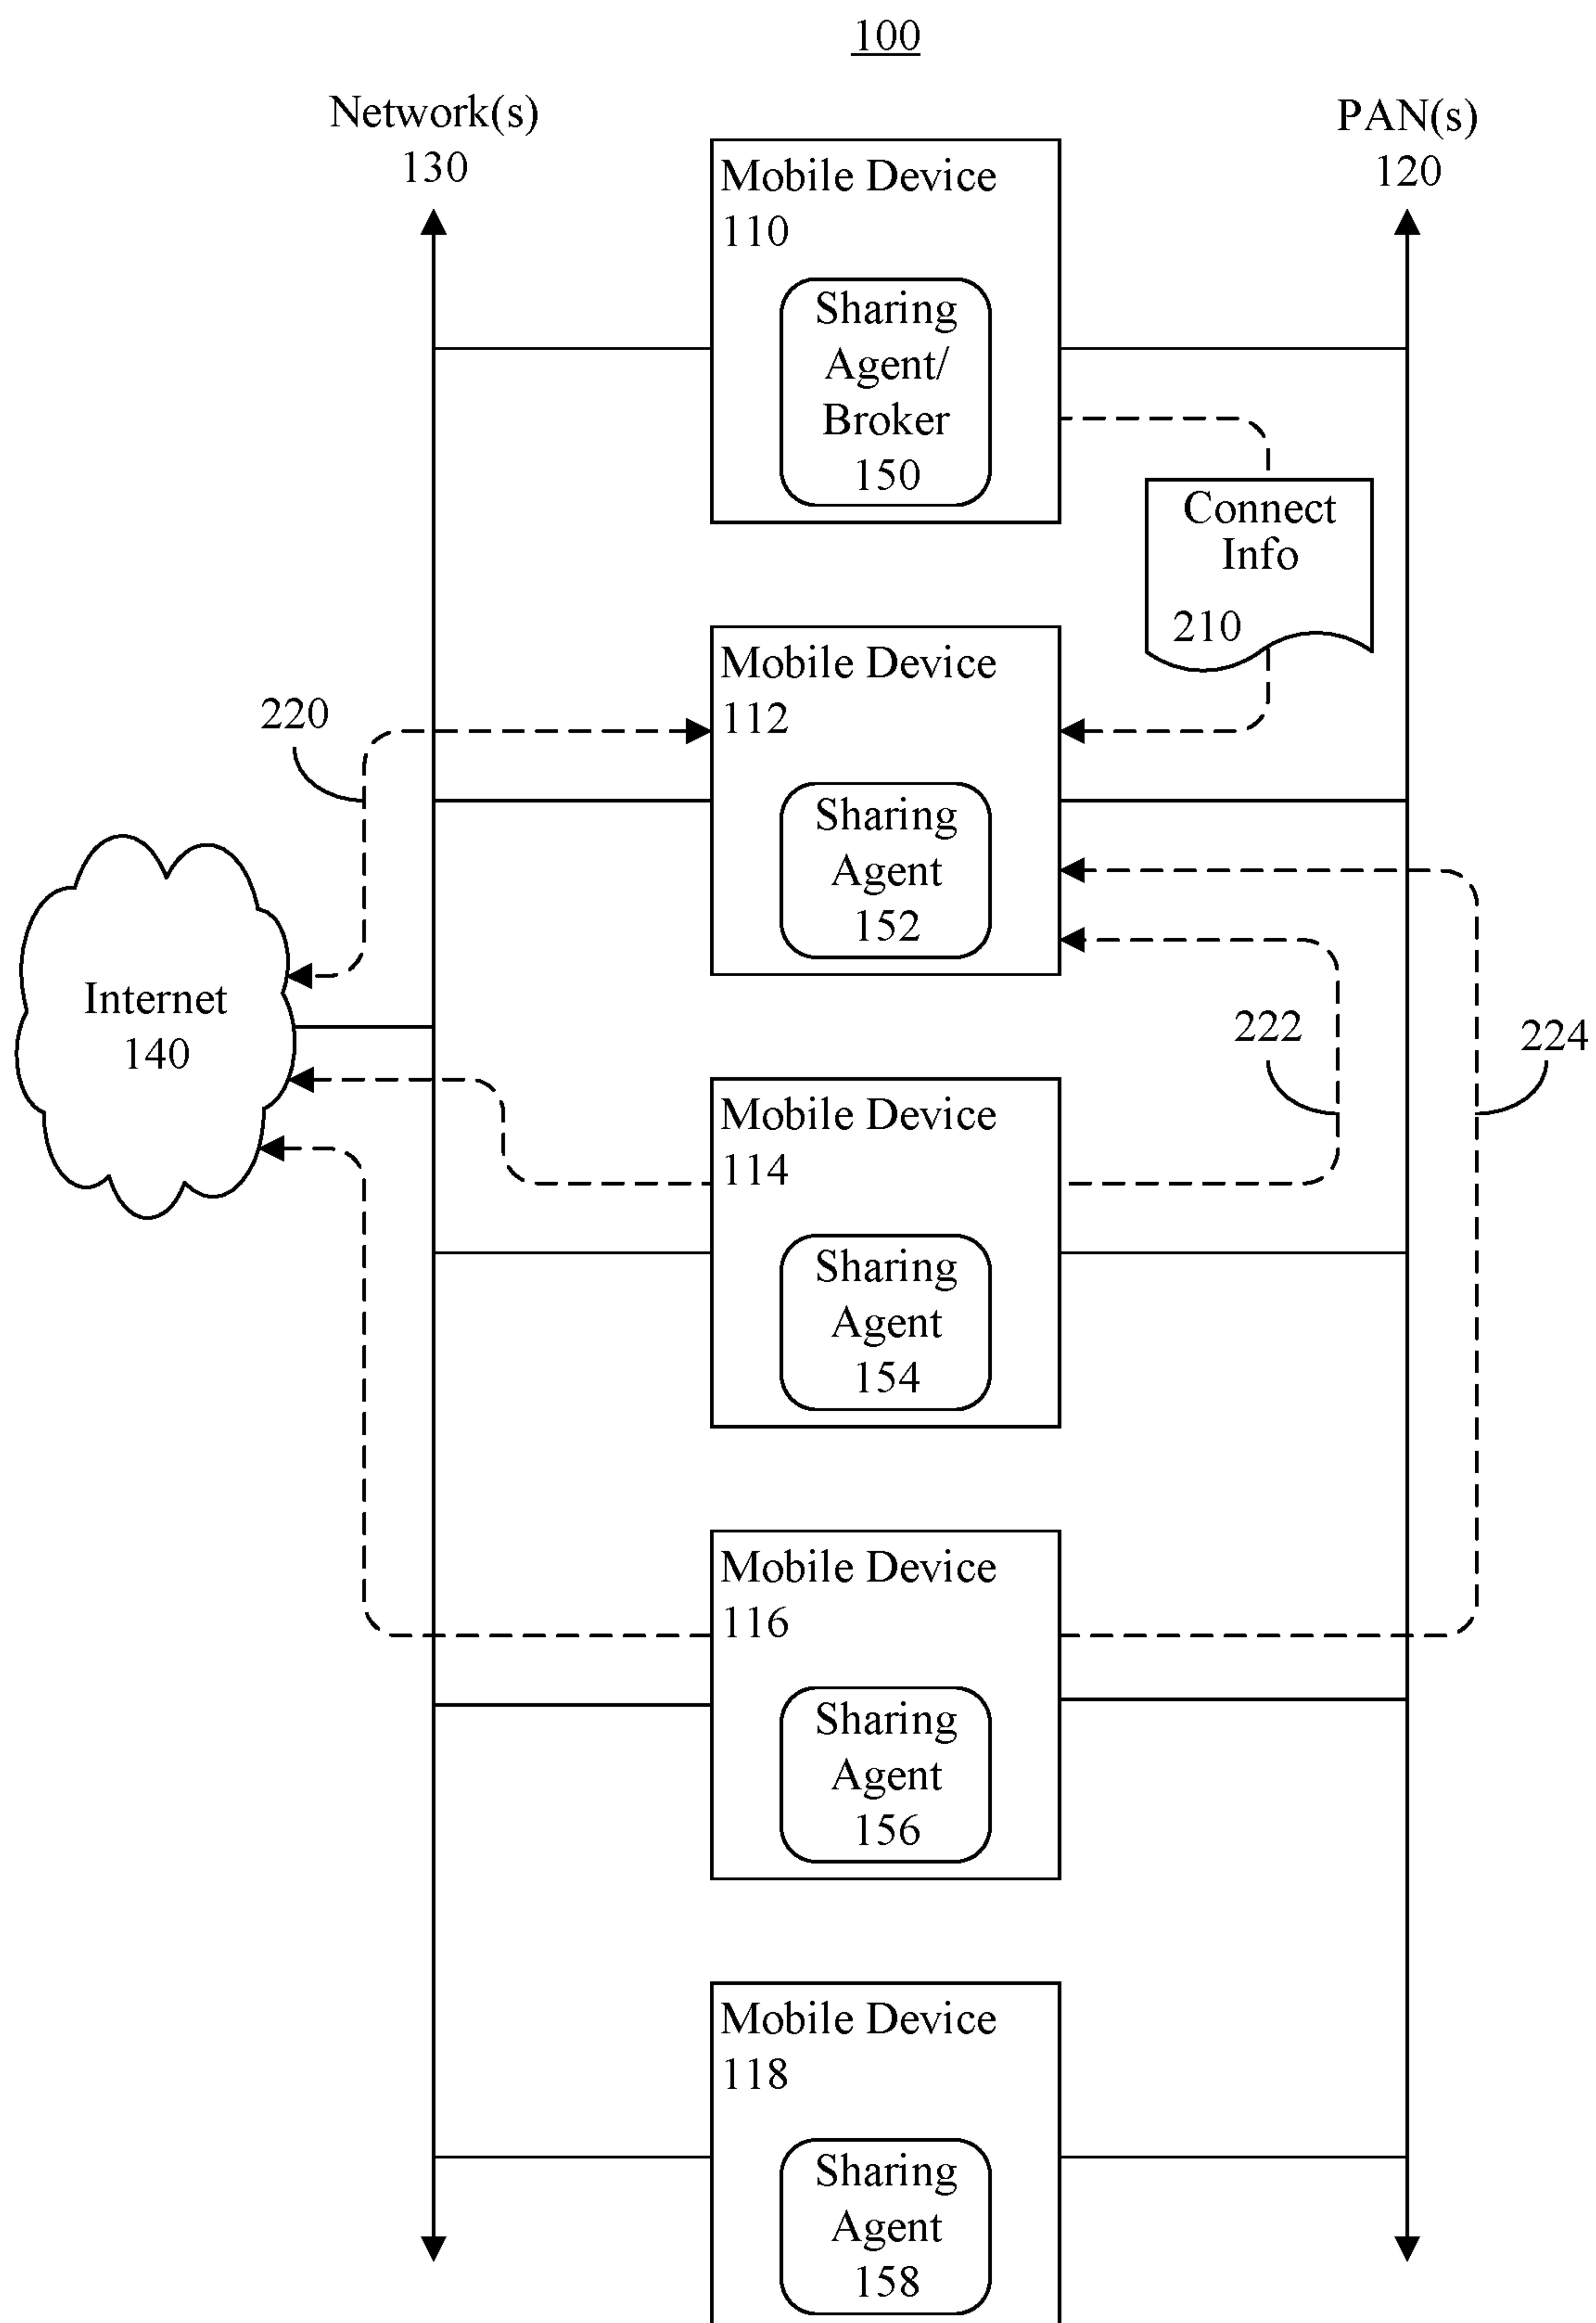 100
Network(s)
130
PAN(s)
120
Mobile Device
110
Sharing
Agent/
Broker
150
Connect
Info
210
Mobile Device
112
220
Sharing
Agent
152
Internet
140
222
224
Mobile Device
114
Sharing
Agent
154
Mobile Device
116
Sharing
Agent
156
Mobile Device
118
Sharing
Agent
158